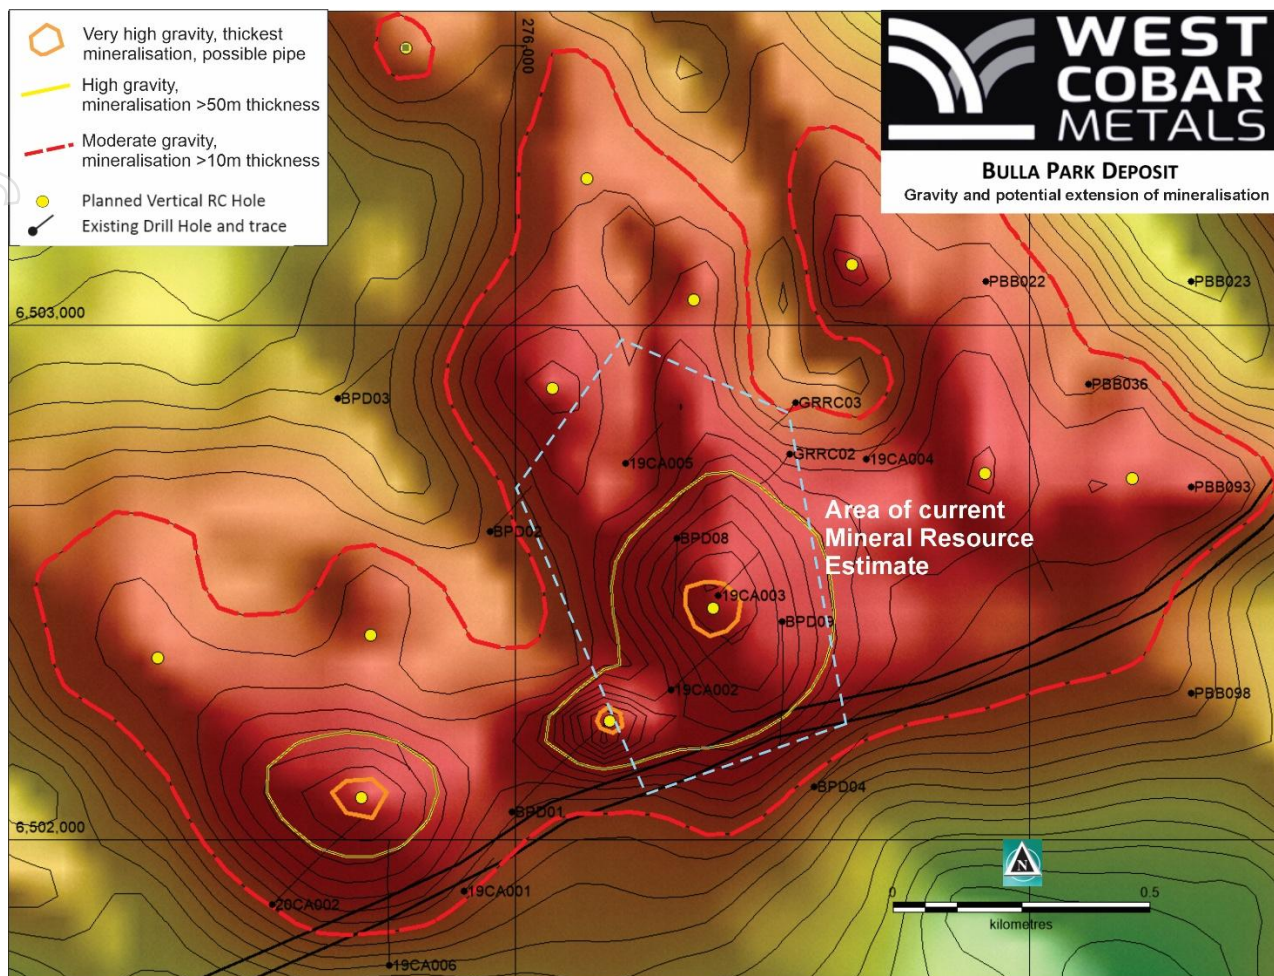 Very high gravity, thickest
mineralisation, possible pipe
High gravity,
mineralisation >50m thickness
Moderate gravity,
mineralisation >10m thickness
Planned Vertical RC Hole
Existing Drill Hole and trace
276,000
WEST
COBAR
METALS
BULLA PARK DEPOSIT
Gravity and potential extension of mineralisation
PBB022
PBB023
6,503,000
BPD03
PBB036
GRRC03
GRRC02
19CA004
19CA005
PBB093
Area of current
Mineral Resource
Estimate
BPD02
BPD08
19CA003
BPD09
19CA002
PBB098
BPD04
BPD01
6,502,000
N
19CA001
20CA002
0
0.5
kilometres
19CA006